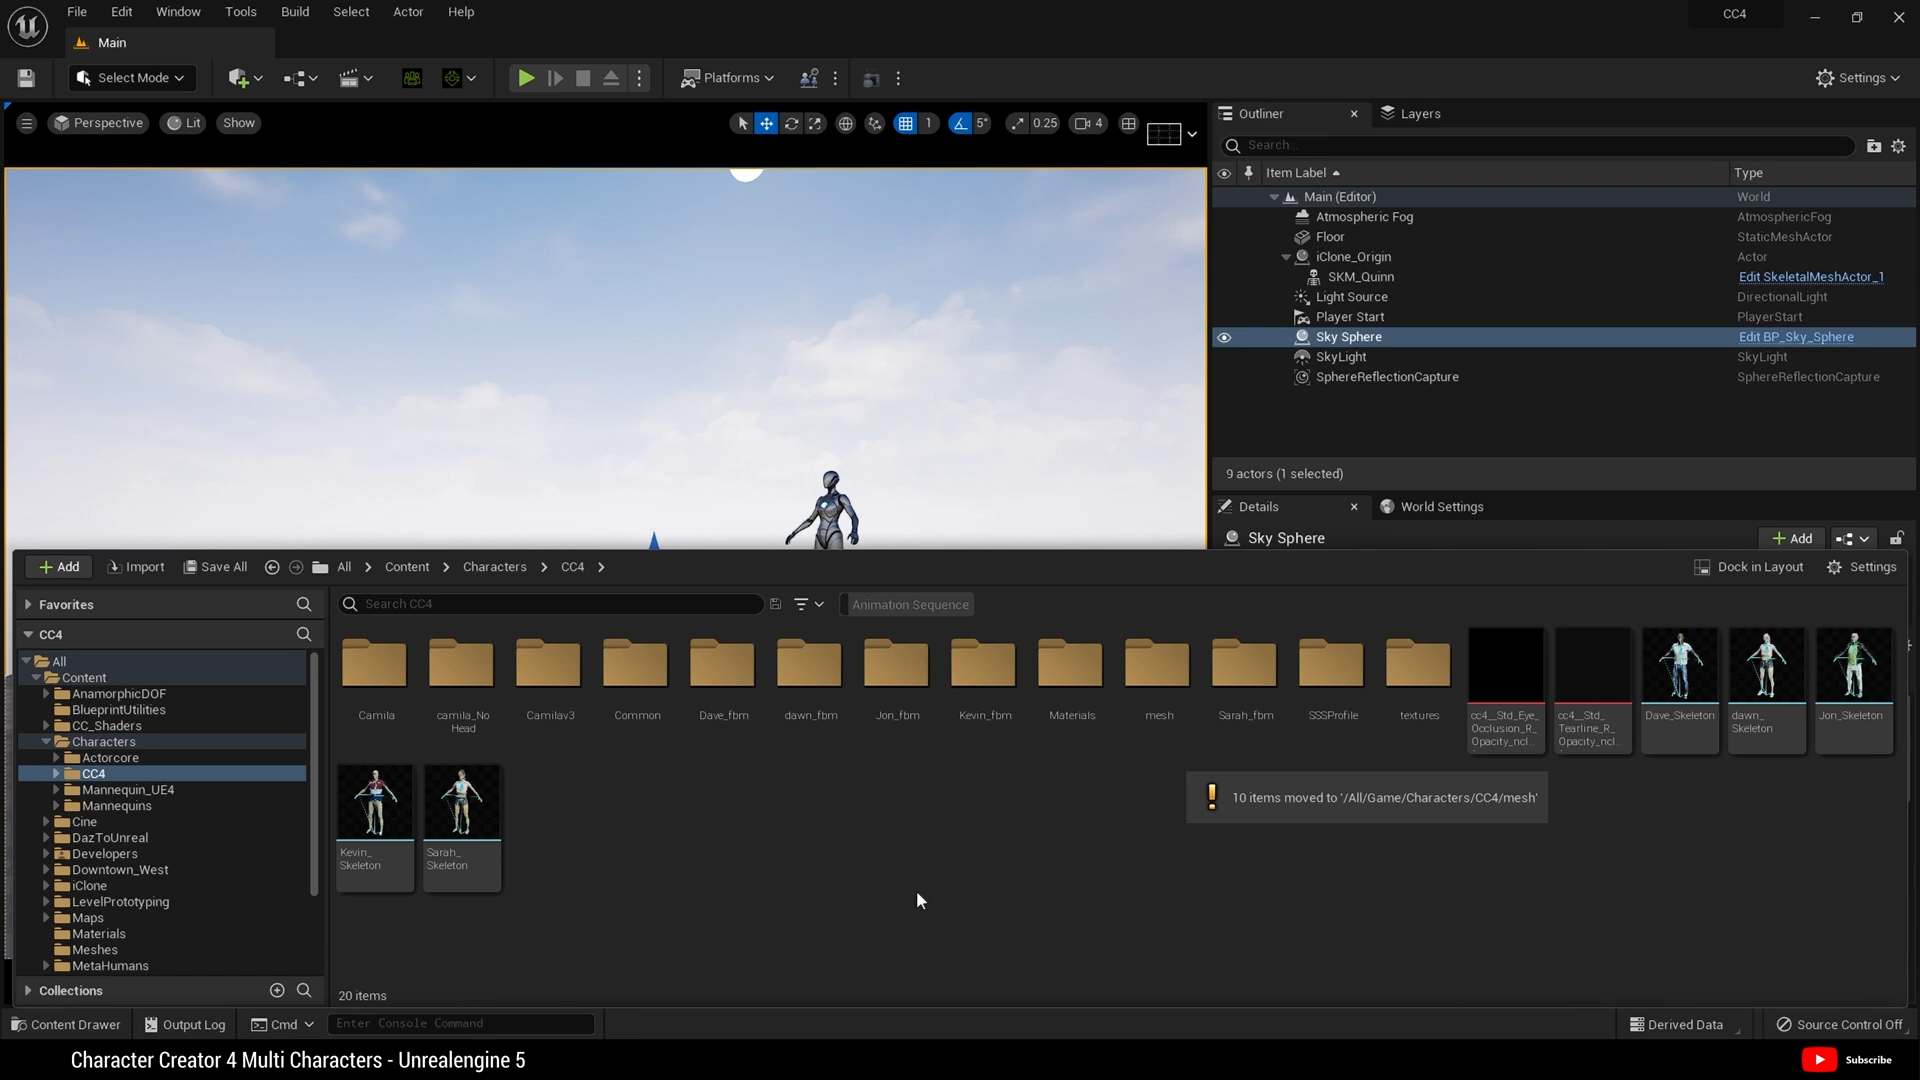 File Edit Window Tools Build Select Actor Help
CC4
Main
Select Mode
Platforms
Settings
Perspective Lit Show
1 5° 0.25 4
Outliner
Layers
Search...
Item Label Type
Main (Editor) World
Atmospheric Fog AtmosphericFog
Floor StaticMeshActor
iClone_Origin Actor
SKM_Quinn Edit SkeletalMeshActor_1
Light Source DirectionalLight
Player Start PlayerStart
Sky Sphere Edit BP_Sky_Sphere
SkyLight SkyLight
SphereReflectionCapture SphereReflectionCapture
9 actors (1 selected)
Details
World Settings
Sky Sphere
Add
Add Import Save All All Content Characters CC4
Dock in Layout Settings
Favorites
CC4
All
Content
AnamorphicDOF
BlueprintUtilities
CC_Shaders
Characters
Actorcore
CC4
Mannequin_UE4
Mannequins
Cine
DazToUnreal
Developers
Downtown_West
iClone
LevelPrototyping
Maps
Materials
Meshes
MetaHumans
Collections
Search CC4
Animation Sequence
Camila
camila_No
Head
Camilav3
Common
Dave_fbm
dawn_fbm
Jon_fbm
Kevin_fbm
Materials
mesh
Sarah_fbm
SSSProfile
textures
cc4__Std_Eye_
Occlusion_R_
Opacity_ncl...
cc4__Std_
Tearline_R_
Opacity_ncl...
Dave_Skeleton
dawn_
Skeleton
Jon_Skeleton
Kevin_
Skeleton
Sarah_
Skeleton
10 items moved to '/All/Game/Characters/CC4/mesh'
20 items
Content Drawer Output Log Cmd Enter Console Command
Derived Data Source Control Off
Character Creator 4 Multi Characters - Unrealengine 5
Subscribe